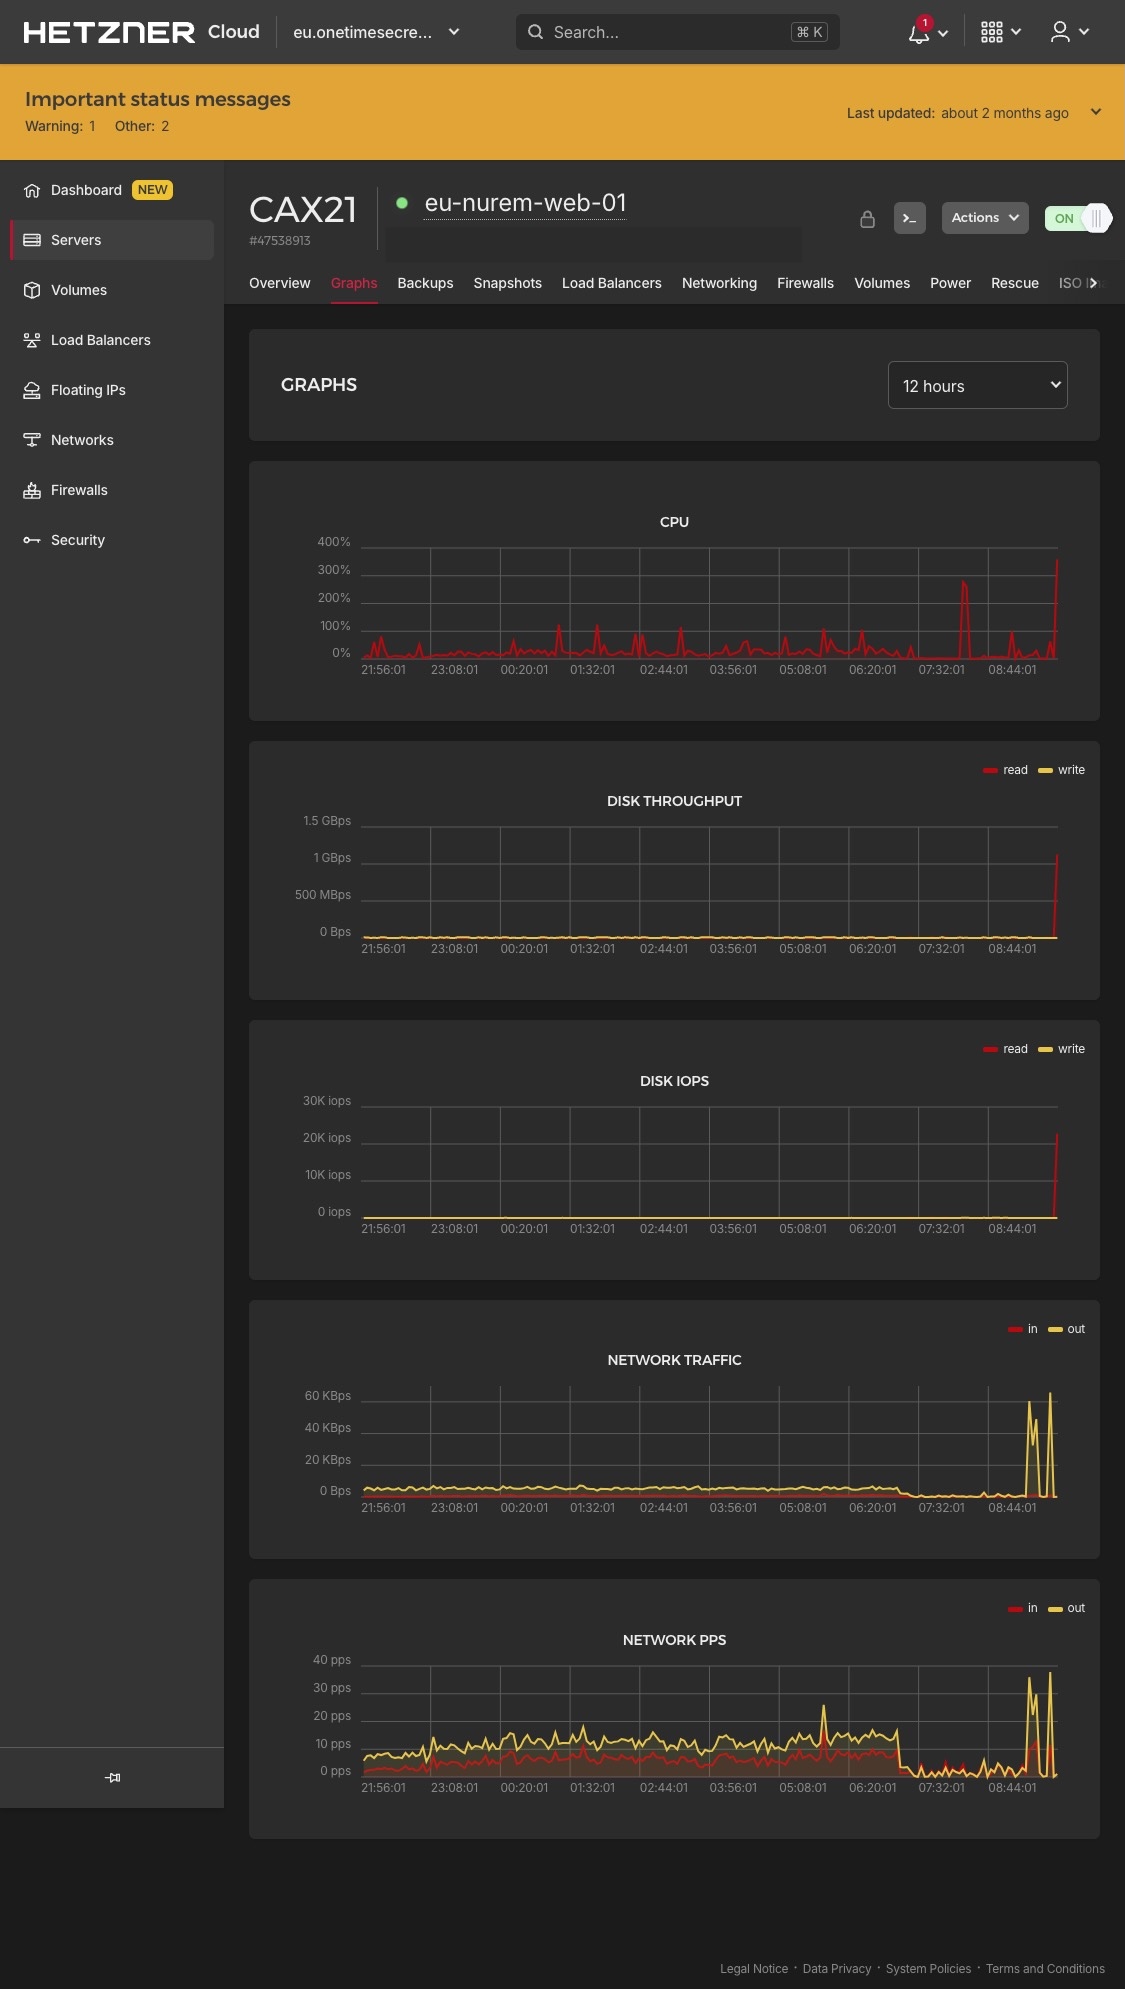 HETZNER Cloud eu.onetimesecre... Search... ⌘ K 1
Important status messages
Warning: 1 Other: 2
Last updated: about 2 months ago
Dashboard NEW
Servers
Volumes
Load Balancers
Floating IPs
Networks
Firewalls
Security
CAX21
#47538913
eu-nurem-web-01
>_ Actions ON
Overview Graphs Backups Snapshots Load Balancers Networking Firewalls Volumes Power Rescue ISO
GRAPHS
12 hours
CPU
400%
300%
200%
100%
0%
21:56:01 23:08:01 00:20:01 01:32:01 02:44:01 03:56:01 05:08:01 06:20:01 07:32:01 08:44:01
read write
DISK THROUGHPUT
1.5 GBps
1 GBps
500 MBps
0 Bps
21:56:01 23:08:01 00:20:01 01:32:01 02:44:01 03:56:01 05:08:01 06:20:01 07:32:01 08:44:01
read write
DISK IOPS
30K iops
20K iops
10K iops
0 iops
21:56:01 23:08:01 00:20:01 01:32:01 02:44:01 03:56:01 05:08:01 06:20:01 07:32:01 08:44:01
in out
NETWORK TRAFFIC
60 KBps
40 KBps
20 KBps
0 Bps
21:56:01 23:08:01 00:20:01 01:32:01 02:44:01 03:56:01 05:08:01 06:20:01 07:32:01 08:44:01
in out
NETWORK PPS
40 pps
30 pps
20 pps
10 pps
0 pps
21:56:01 23:08:01 00:20:01 01:32:01 02:44:01 03:56:01 05:08:01 06:20:01 07:32:01 08:44:01
Legal Notice · Data Privacy · System Policies · Terms and Conditions